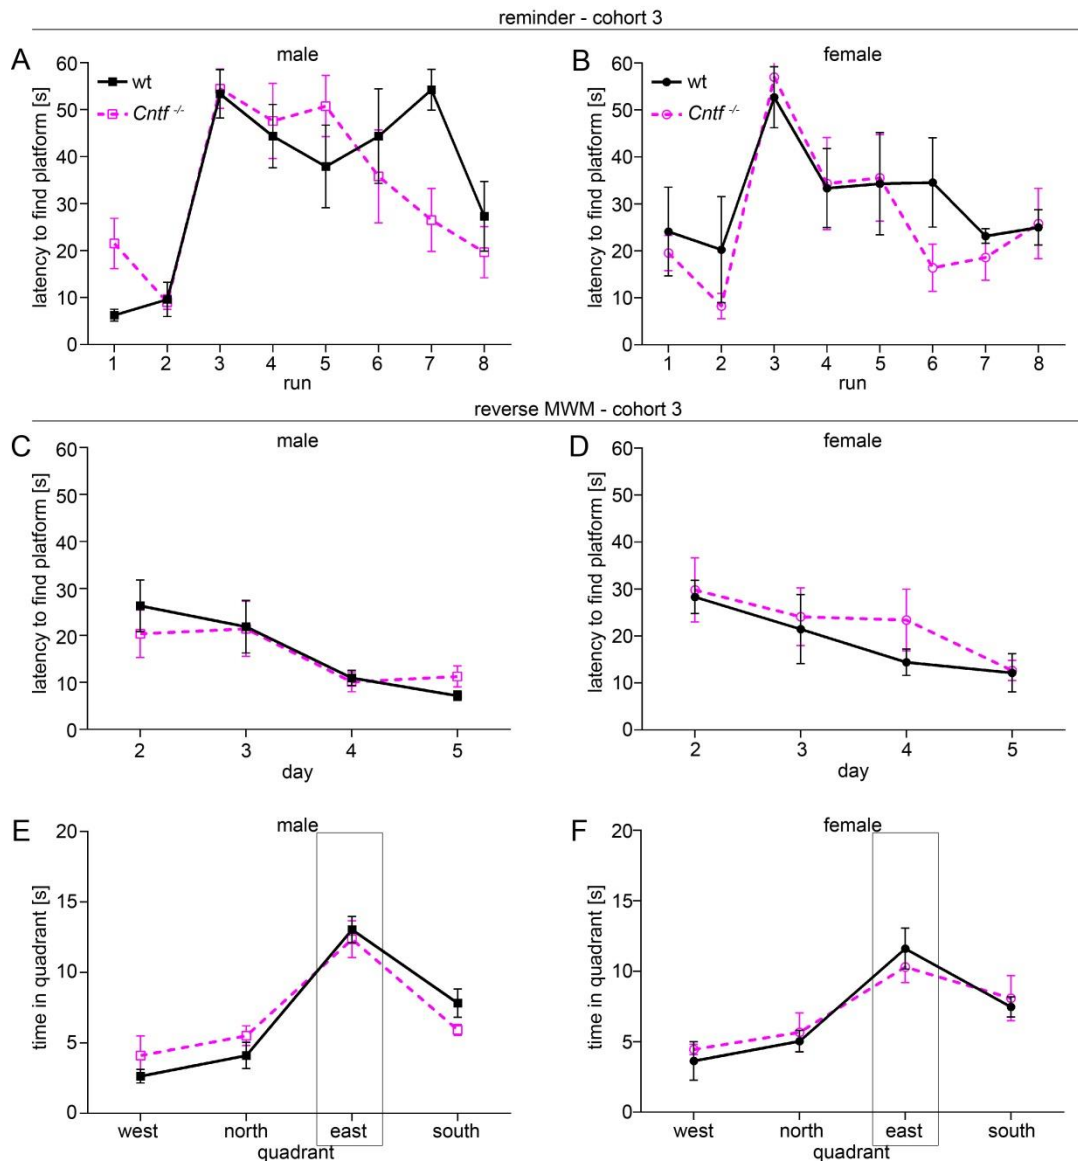 reminder - cohort 3
A
male
wt
Cntf -/-
latency to find platform [s]
60
50
40
30
20
10
0
1 2 3 4 5 6 7 8
run
B
female
wt
Cntf -/-
latency to find platform [s]
60
50
40
30
20
10
0
1 2 3 4 5 6 7 8
run
reverse MWM - cohort 3
C
male
latency to find platform [s]
60
50
40
30
20
10
0
2 3 4 5
day
D
female
latency to find platform [s]
60
50
40
30
20
10
0
2 3 4 5
day
E
male
time in quadrant [s]
20
15
10
5
0
west north east south
quadrant
F
female
time in quadrant [s]
20
15
10
5
0
west north east south
quadrant